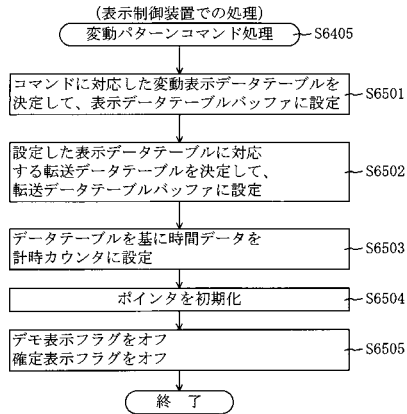 (表示制御装置での処理)
変動パターンコマンド処理
S6405
コマンドに対応した変動表示データテーブルを
決定して、表示データテーブルバッファに設定
S6501
設定した表示データテーブルに対応
する転送データテーブルを決定して、
転送データテーブルバッファに設定
S6502
データテーブルを基に時間データを
計時カウンタに設定
S6503
ポインタを初期化
S6504
デモ表示フラグをオフ
確定表示フラグをオフ
S6505
終 了